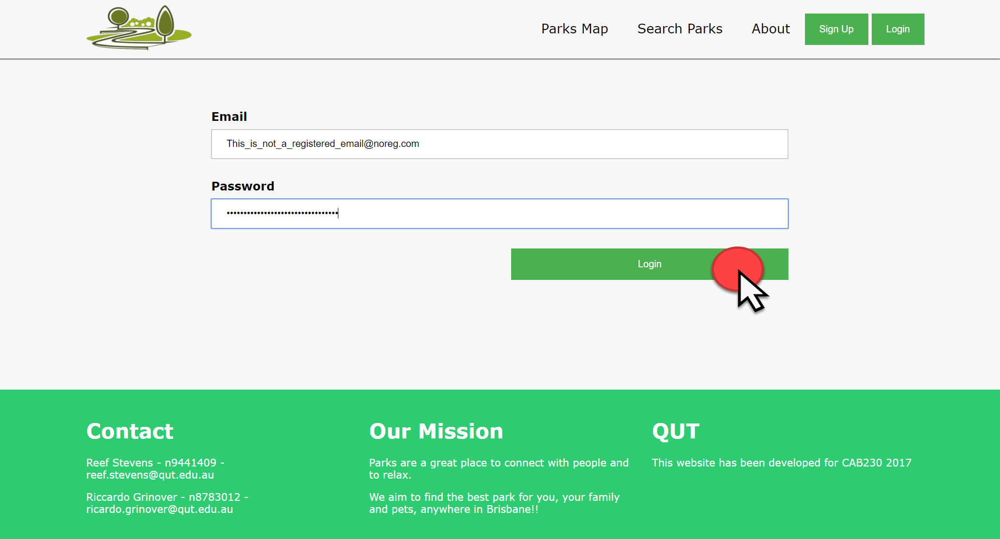 Parks Map
Search Parks
About
Sign Up
Login
Email
This_is_not_a_registered_email@noreg.com
Password
Login
Contact
Reef Stevens - n9441409 -
reef.stevens@qut.edu.au
Riccardo Grinover - n8783012 -
ricardo.grinover@qut.edu.au
Our Mission
Parks are a great place to connect with people and
to relax.
We aim to find the best park for you, your family
and pets, anywhere in Brisbane!!
QUT
This website has been developed for CAB230 2017